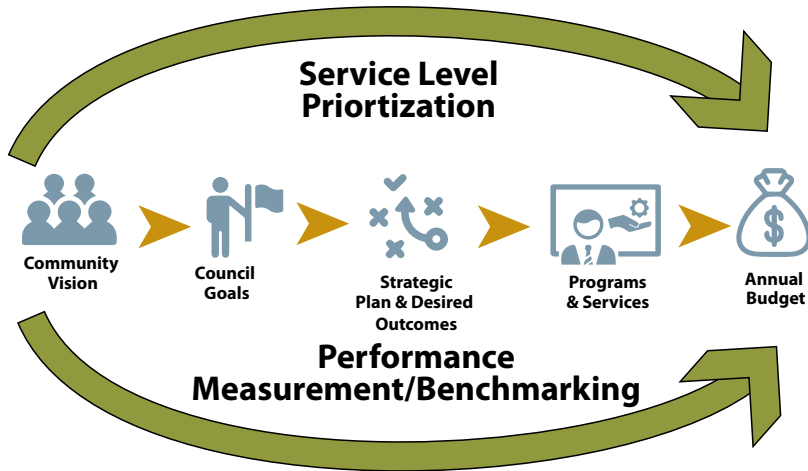 Service Level
Priortization
Community
Vision
Council
Goals
Strategic
Plan & Desired
Outcomes
Programs
& Services
$
Annual
Budget
Performance
Measurement/Benchmarking